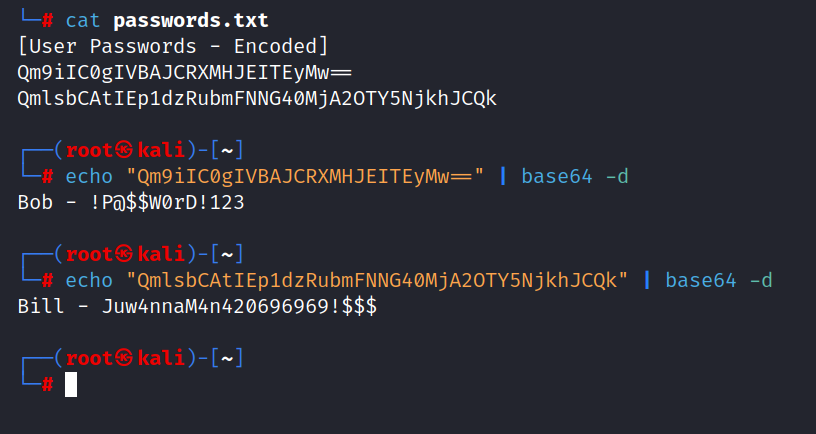 └─# cat passwords.txt
[User Passwords - Encoded]
Qm9iIC0gIVBAJCRXMHJEITEyMw==
QmlsbCAtIEp1dzRubmFNNG40MjA2OTY5NjkhJCQk
┌──(root㉿kali)-[~]
└─# echo "Qm9iIC0gIVBAJCRXMHJEITEyMw==" | base64 -d
Bob - !P@$$W0rD!123
┌──(root㉿kali)-[~]
└─# echo "QmlsbCAtIEp1dzRubmFNNG40MjA2OTY5NjkhJCQk" | base64 -d
Bill - Juw4nnaM4n420696969!$$$
┌──(root㉿kali)-[~]
└─#